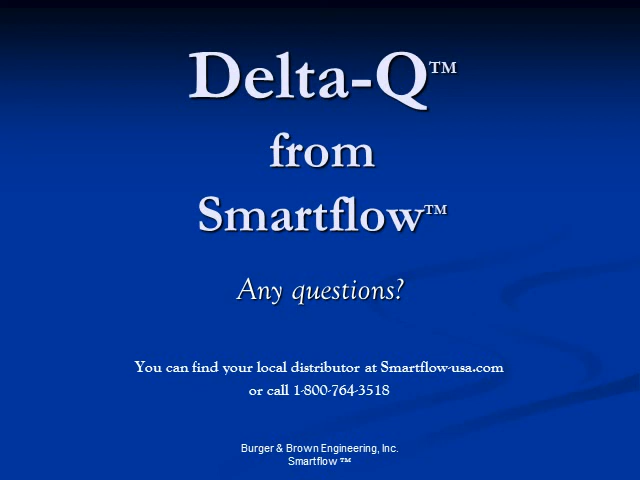 Delta-Q™
from
Smartflow™
Any questions?
You can find your local distributor at Smartflow-usa.com
or call 1-800-764-3518
Burger & Brown Engineering, Inc.
Smartflow ™